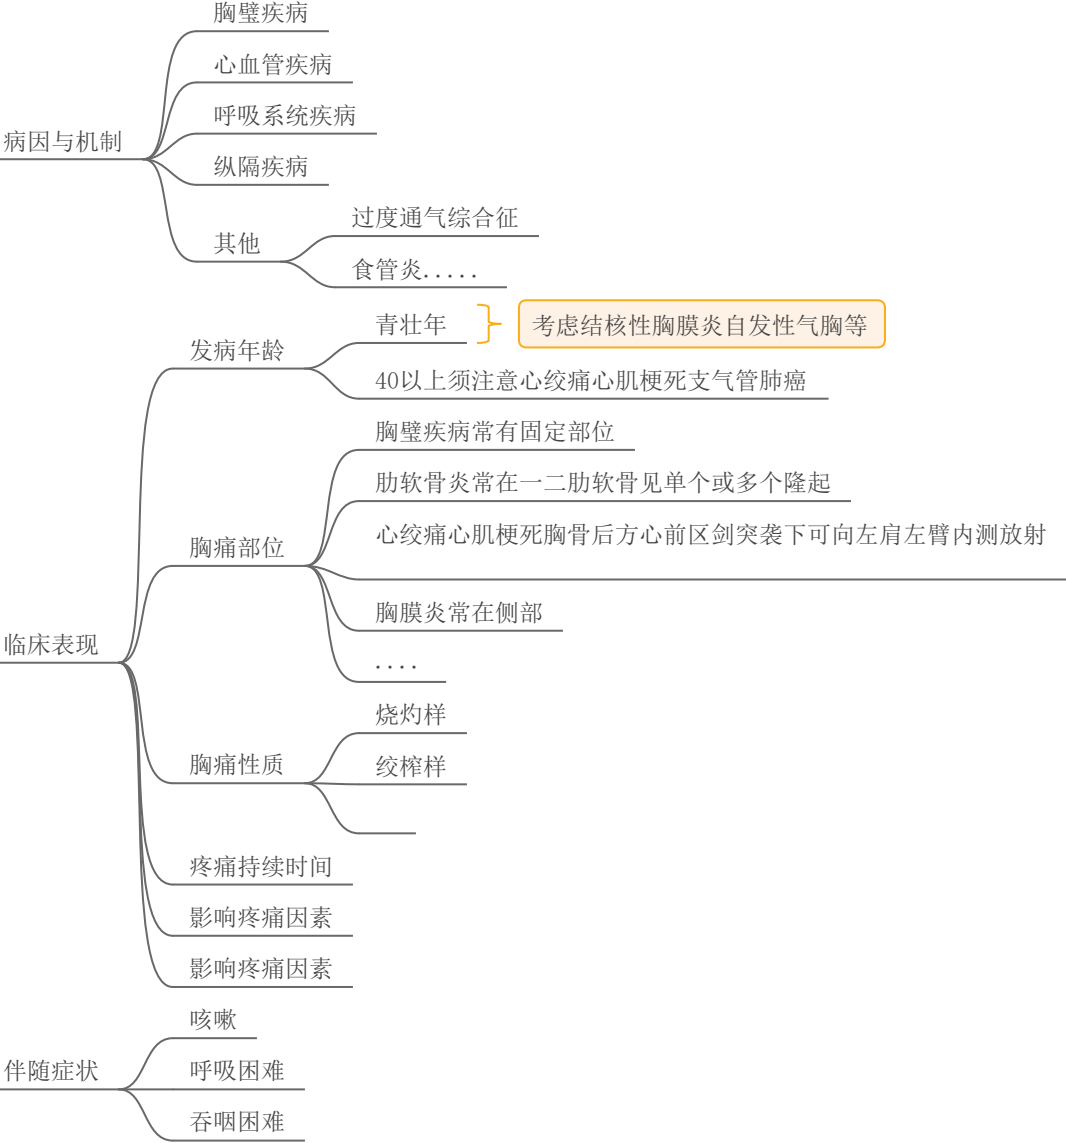 胸壁疾病
心血管疾病
呼吸系统疾病
病因与机制
纵隔疾病
过度通气综合征
其他
食管炎.....
青壮年
考虑结核性胸膜炎自发性气胸等
发病年龄
40以上须注意心绞痛心肌梗死支气管肺癌
胸壁疾病常有固定部位
肋软骨炎常在一二肋软骨见单个或多个隆起
心绞痛心肌梗死胸骨后方心前区剑突袭下可向左肩左臂内测放射
胸痛部位
胸膜炎常在侧部
临床表现
....
烧灼样
胸痛性质
绞榨样
疼痛持续时间
影响疼痛因素
影响疼痛因素
咳嗽
伴随症状
呼吸困难
吞咽困难